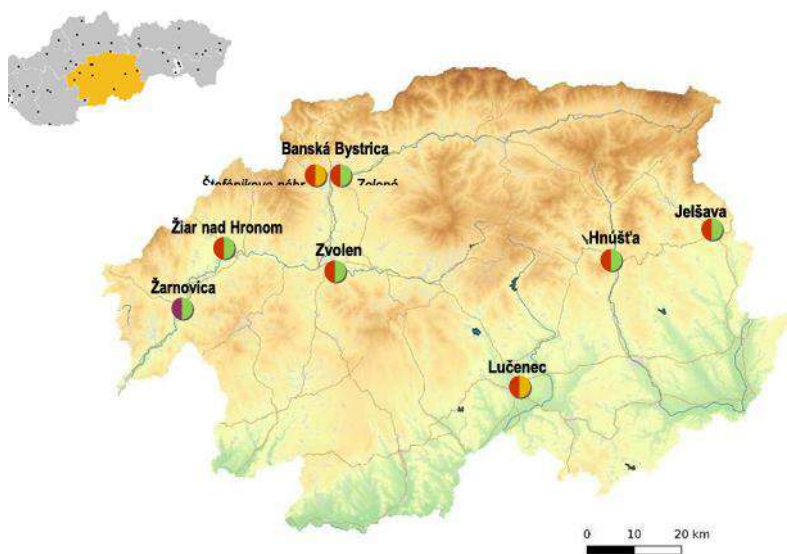 Banská Bystrica
Jelšava
Žiar nad Hronom
Hnúšťa
Zvolen
Žarnovica
Lučenec
0 10 20 km